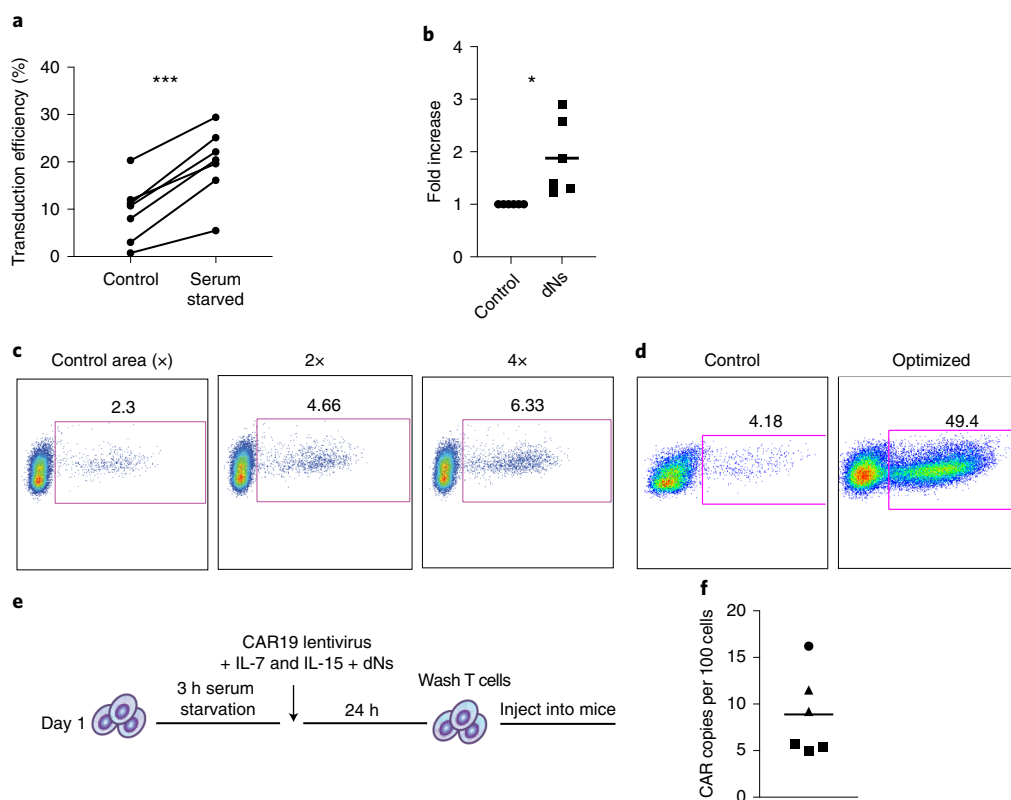 a
Transduction efficiency (%)
40
30
20
10
0
***
Control
Serum
starved
b
Fold increase
4
3
2
1
0
*
Control
dNs
c
Control area (×)
2×
4×
2.3
4.66
6.33
d
Control
Optimized
4.18
49.4
e
CAR19 lentivirus
+ IL-7 and IL-15 + dNs
3 h serum
starvation
Day 1
24 h
Wash T cells
Inject into mice
f
CAR copies per 100 cells
20
15
10
5
0